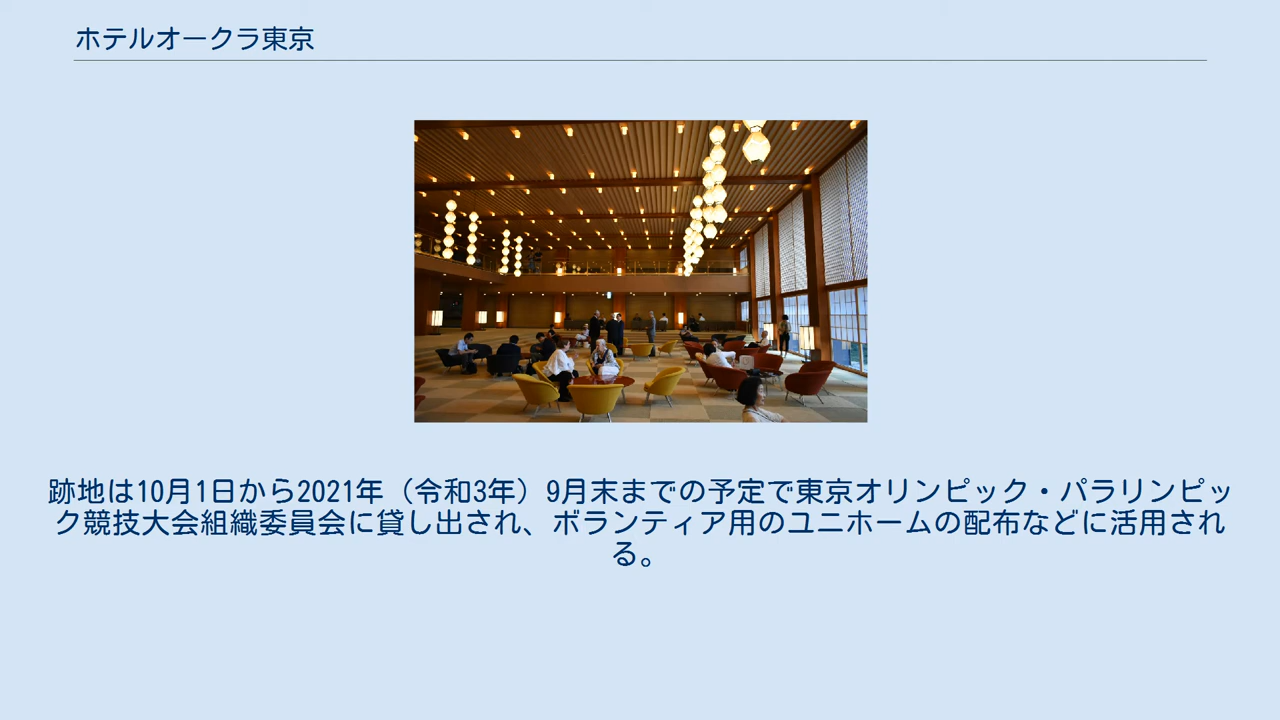 ホテルオークラ東京
跡地は10月1日から2021年（令和3年）9月末までの予定で東京オリンピック・パラリンピッ
ク競技大会組織委員会に貸し出され、ボランティア用のユニホームの配布などに活用され
る。